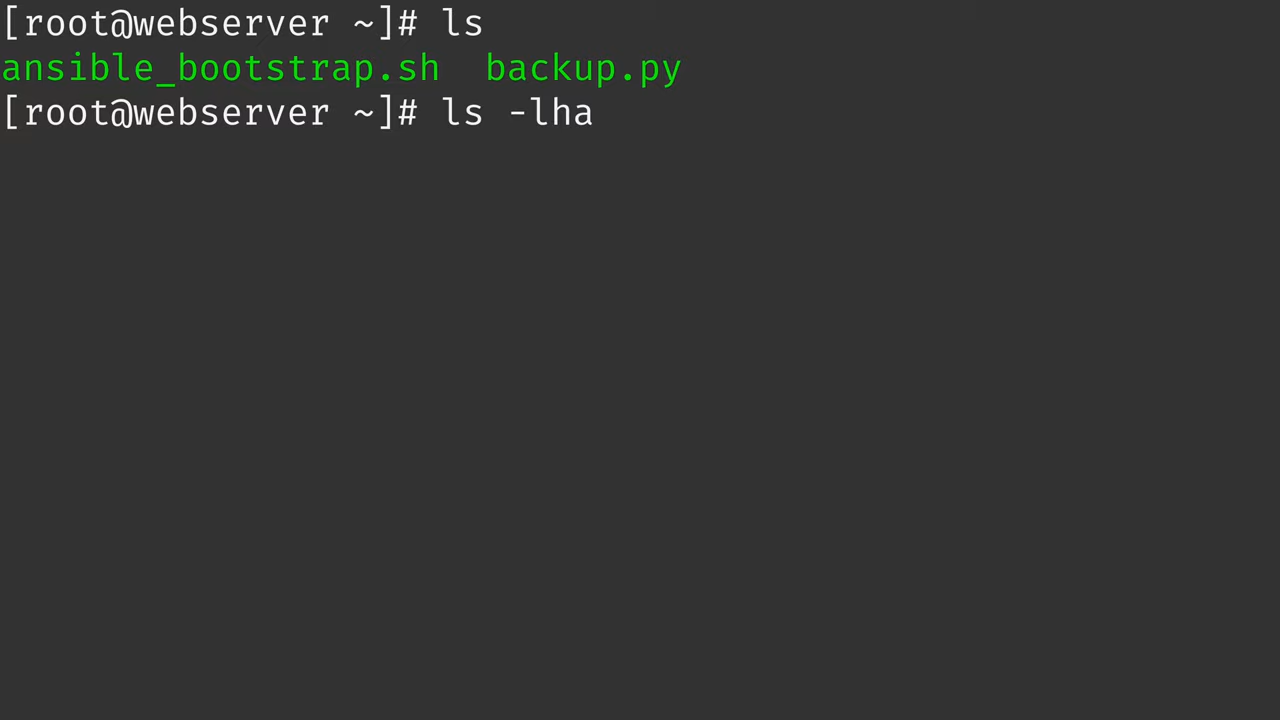 [root@webserver ~]# ls
ansible_bootstrap.sh  backup.py
[root@webserver ~]# ls -lha